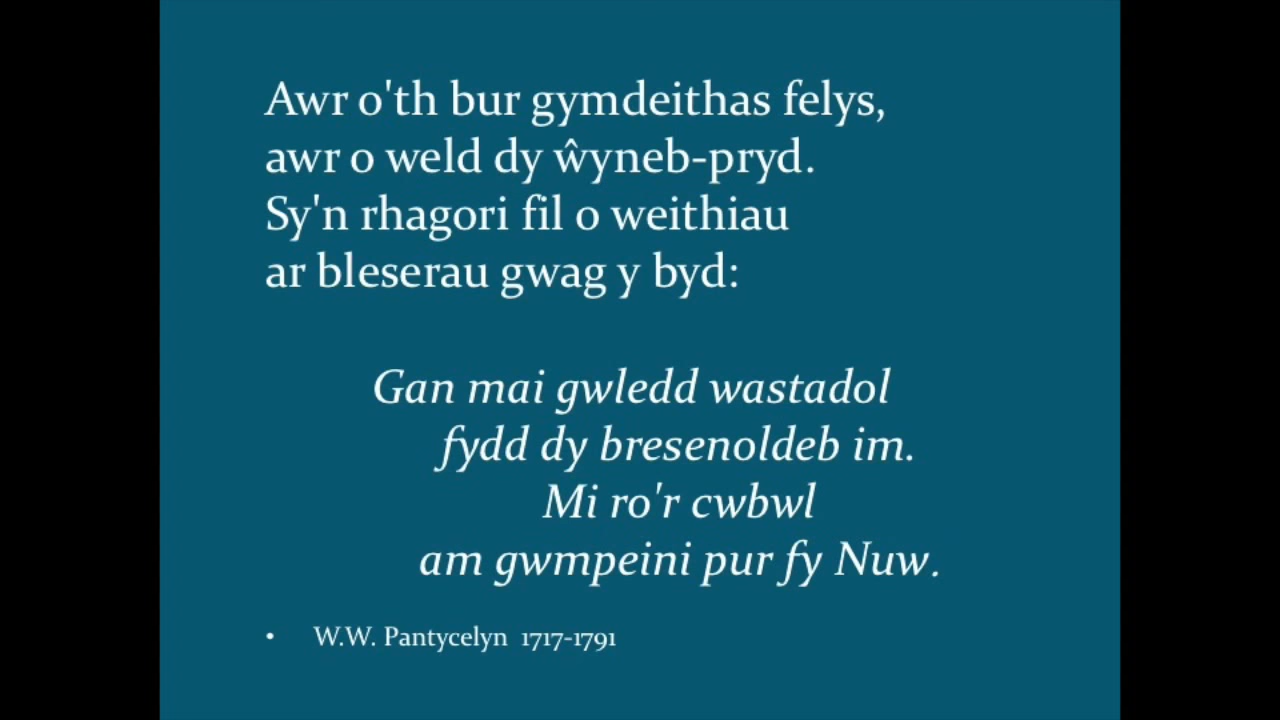 Awr o'th bur gymdeithas felys,
awr o weld dy ŵyneb-pryd.
Sy'n rhagori fil o weithiau
ar bleserau gwag y byd:
Gan mai gwledd wastadol
fydd dy bresenoldeb im.
Mi ro'r cwbwl
am gwmpeini pur fy Nuw.
• W.W. Pantycelyn 1717-1791